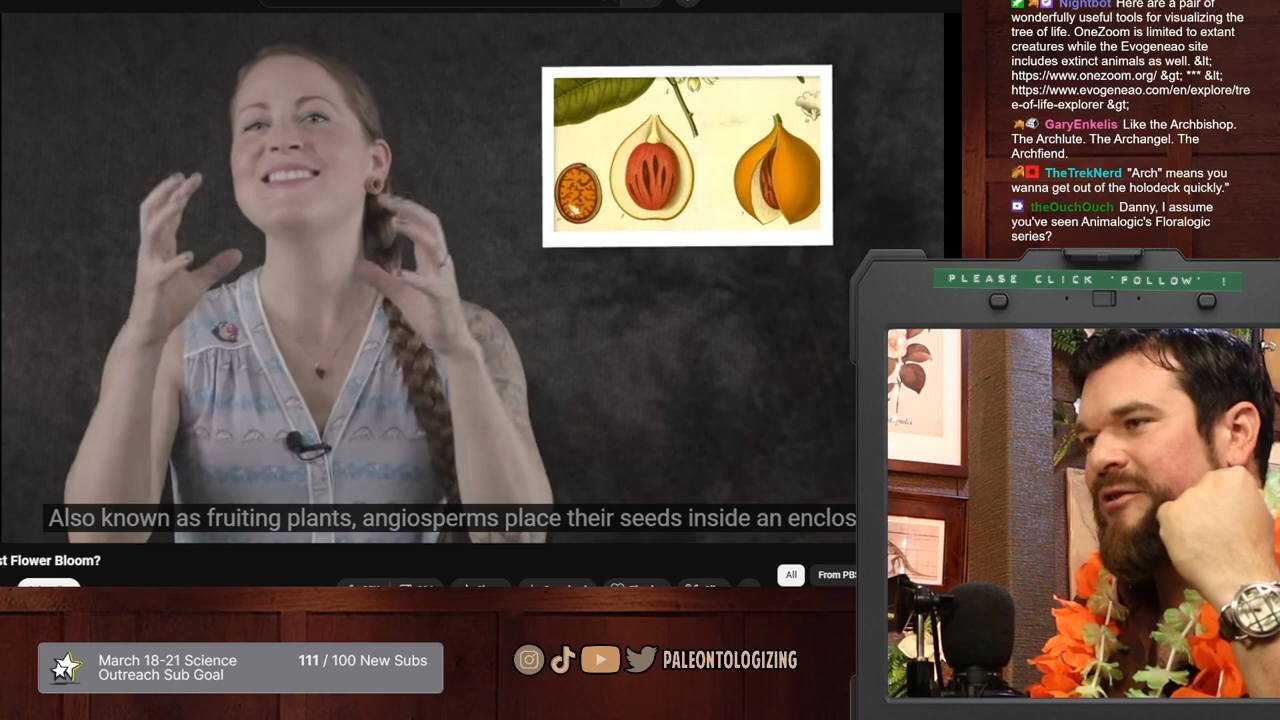 Nightbot Here are a pair of
wonderfully useful tools for visualizing the
tree of life. OneZoom is limited to extant
creatures while the Evogeneao site
includes extinct animals as well. &lt;
https://www.onezoom.org/ &gt; *** &lt;
https://www.evogeneao.com/en/explore/tre
e-of-life-explorer &gt;
GaryEnkelis Like the Archbishop.
The Archlute. The Archangel. The
Archfiend.
TheTrekNerd "Arch" means you
wanna get out of the holodeck quickly."
theOuchOuch Danny, I assume
you've seen Animalogic's Floralogic
series?
PLEASE CLICK 'FOLLOW' !
Also known as fruiting plants, angiosperms place their seeds inside an enclos
st Flower Bloom?
All
From PBS
March 18-21 Science
Outreach Sub Goal
111 / 100 New Subs
PALEONTOLOGIZING